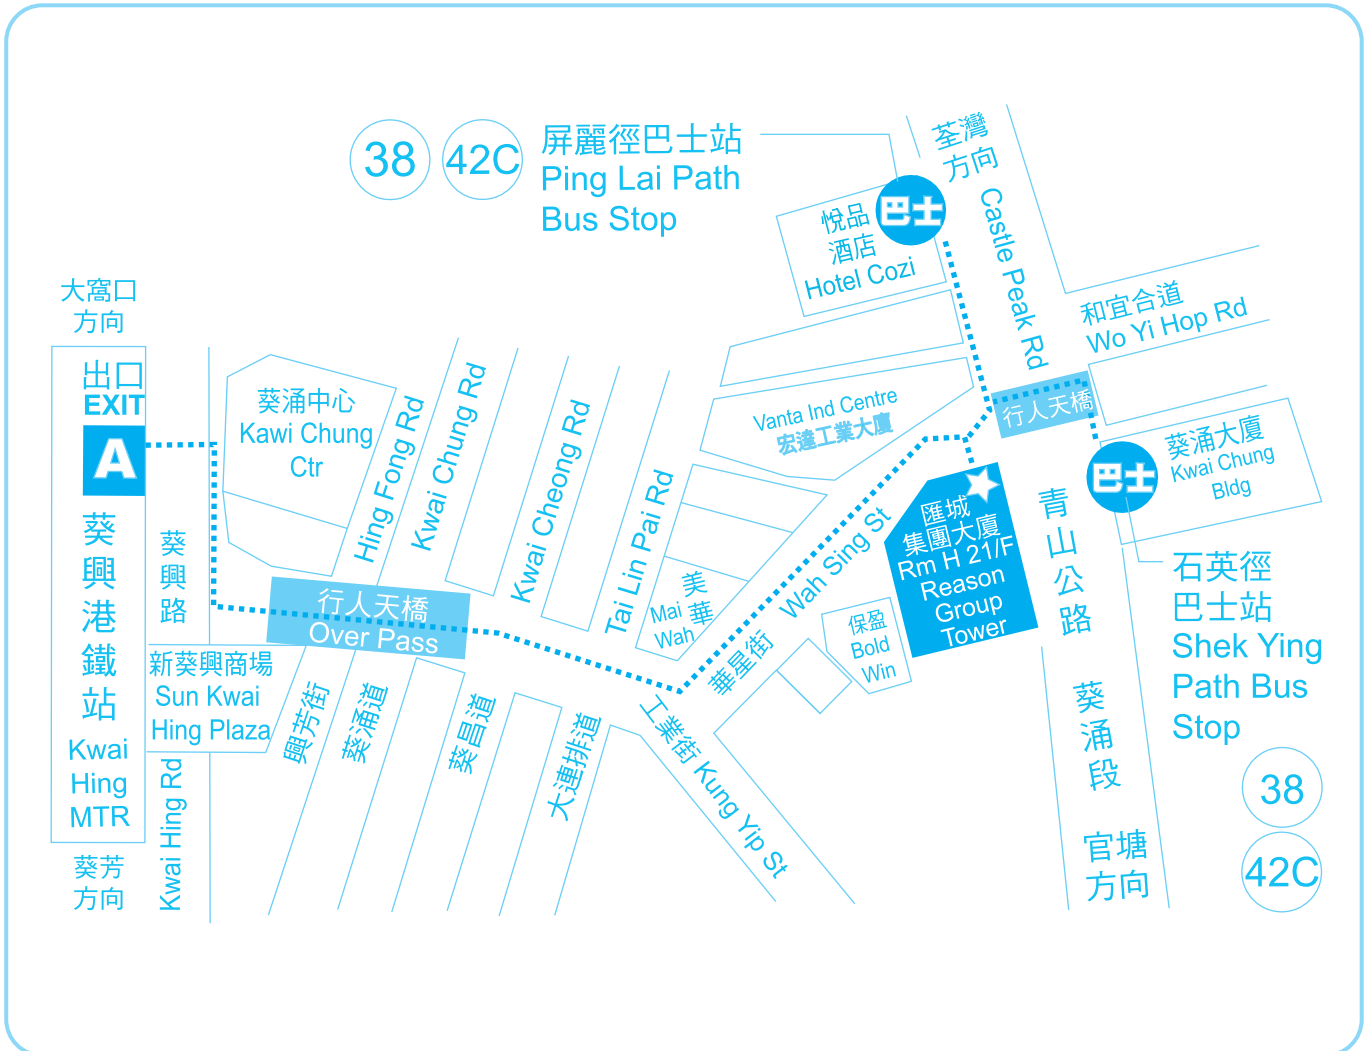 38
42C
屏麗徑巴士站
Ping Lai Path
Bus Stop
荃灣
方向
巴士
悅品
酒店
Hotel Cozi
Castle Peak Rd
和宜合道
Wo Yi Hop Rd
大窩口
方向
出口
EXIT
A
葵興港鐵站
Kwai
Hing
MTR
葵芳
方向
葵興路
Kwai Hing Rd
葵涌中心
Kawi Chung
Ctr
新葵興商場
Sun Kwai
Hing Plaza
Hing Fong Rd
Kwai Chung Rd
Kwai Cheong Rd
Tai Lin Pai Rd
行人天橋
Over Pass
興芳街
葵涌道
葵昌道
大連排道
Vanta Ind Centre
宏達工業大廈
美華
Mai
Wah
Wah Sing St
華星街
工業街 Kung Yip St
保盈
Bold
Win
匯城
集團大廈
Rm H 21/F
Reason
Group
Tower
行人天橋
巴士
葵涌大廈
Kwai Chung
Bldg
青山公路
葵涌段
官塘
方向
石英徑
巴士站
Shek Ying
Path Bus
Stop
38
42C